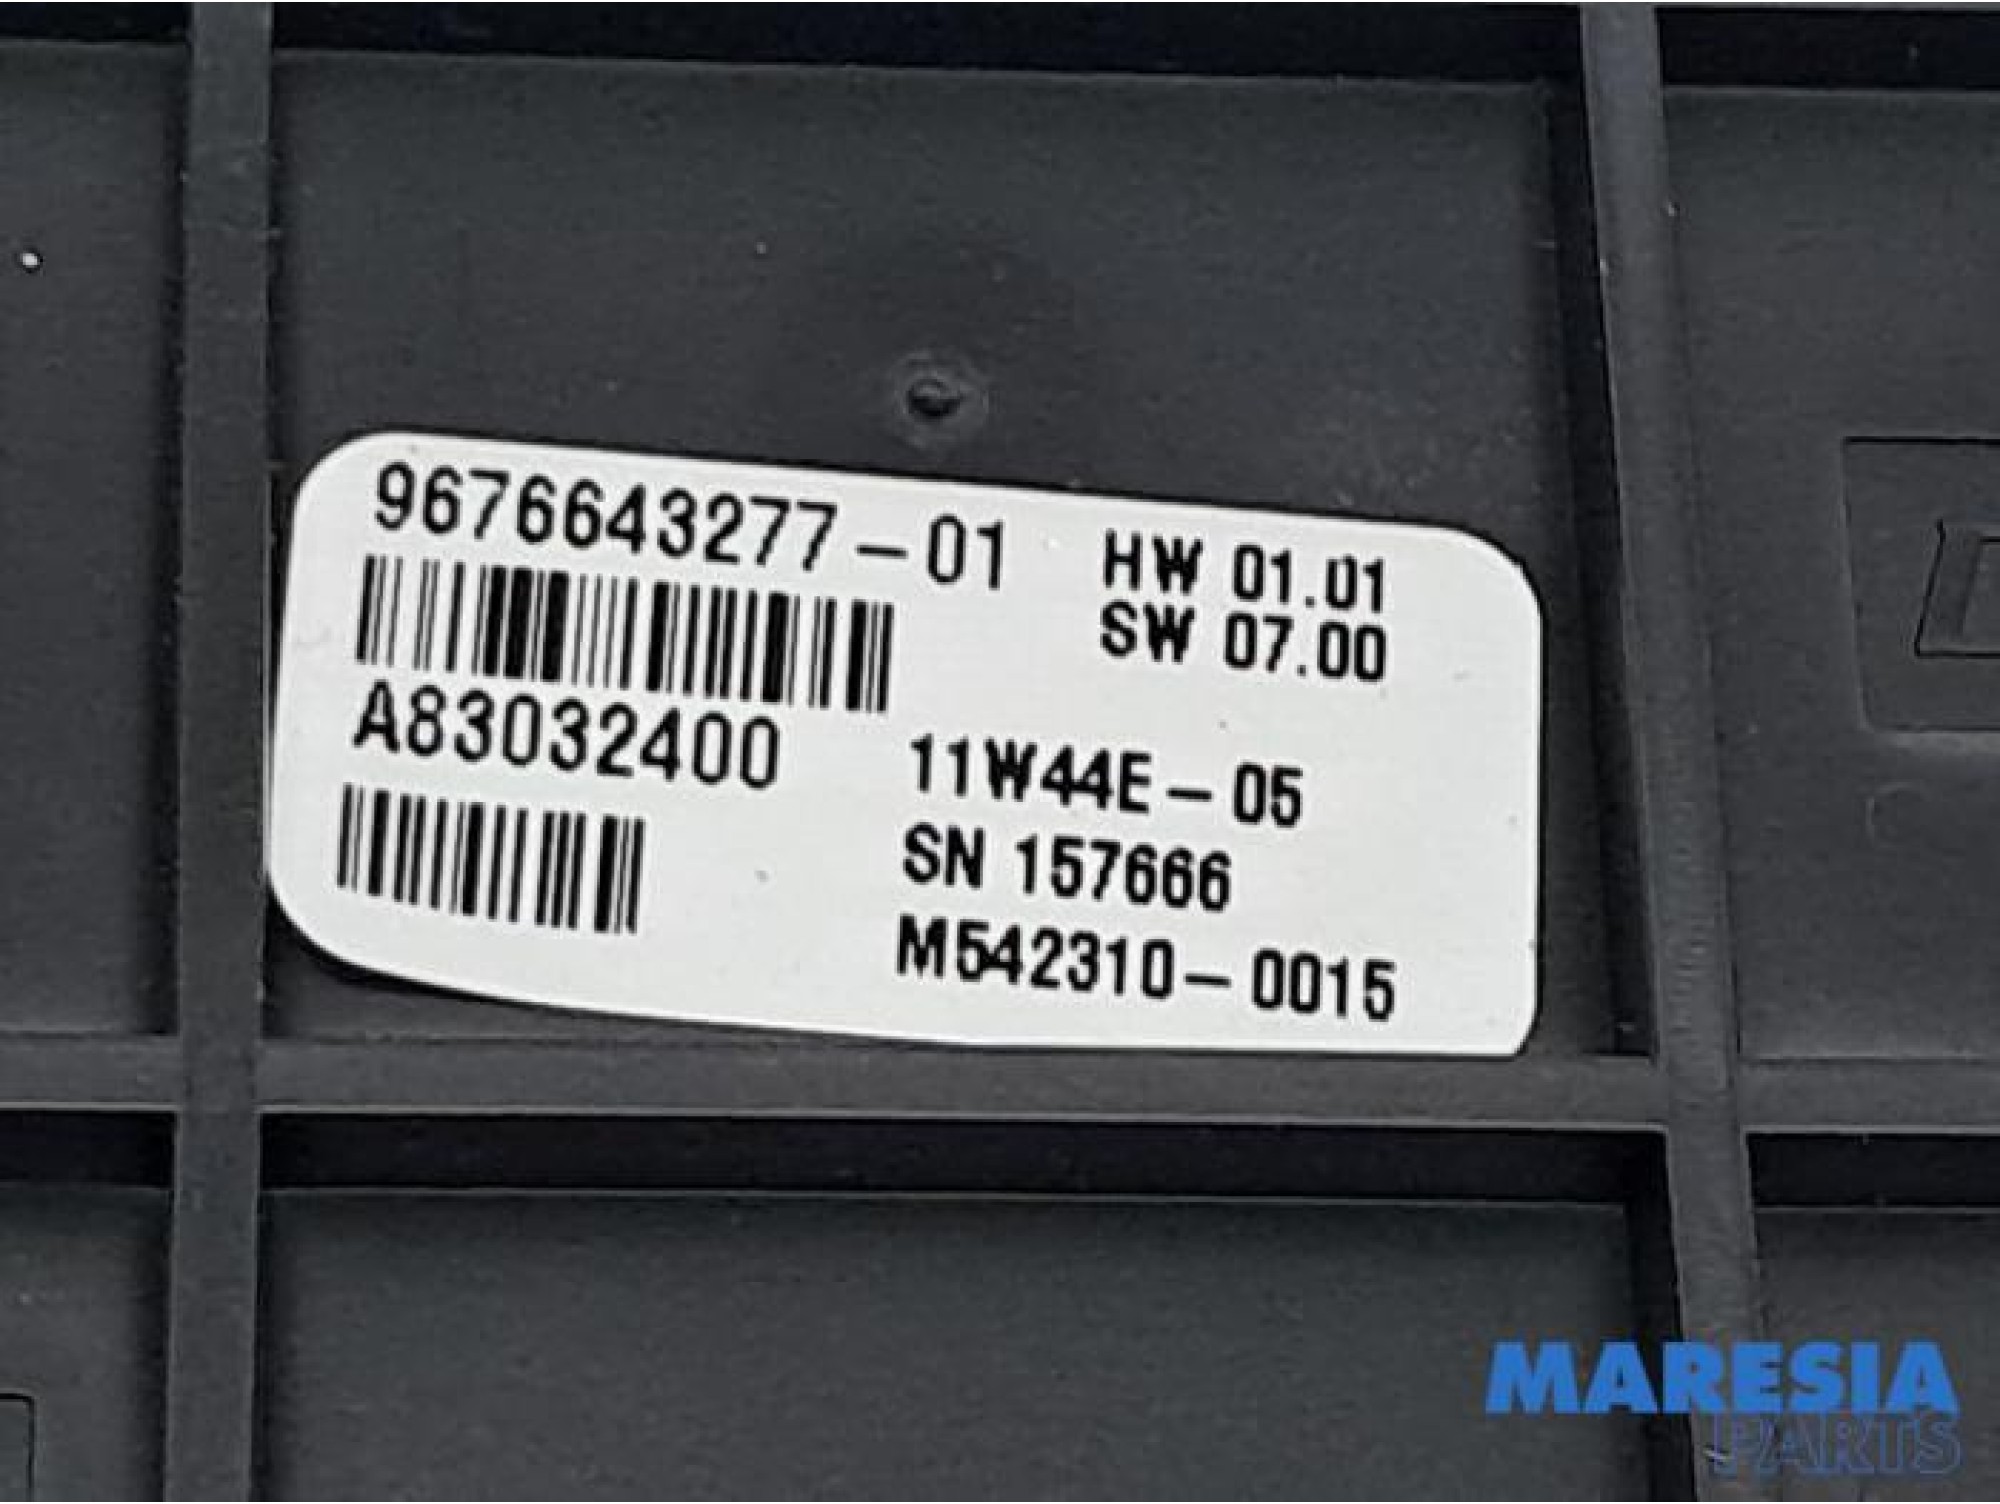 9676643277-01
HW 01.01
SW 07.00
A83032400
11W44E-05
SN 157666
M542310-0015
MARESIA
PARTS